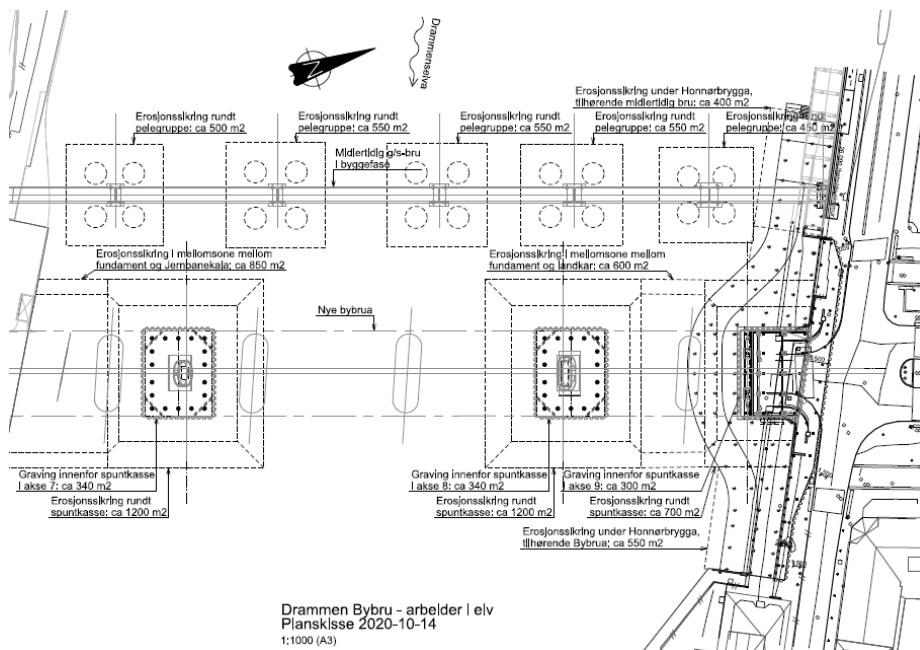 Drammenselva
N
Erosjonssikring under Honnørbrygga,
tilhørende midlertidig bru: ca 400 m2
Erosjonssikring rundt
pelegruppe: ca 500 m2
Erosjonssikring rundt
pelegruppe: ca 550 m2
Erosjonssikring rundt
pelegruppe: ca 550 m2
Erosjonssikring rundt
pelegruppe: ca 550 m2
Erosjonssikring rundt
pelegruppe: ca 450 m2
Midlertidig g/s-bru
i byggefase
Erosjonssikring i mellomsone mellom
fundament og Jernbanekaia: ca 850 m2
Erosjonssikring i mellomsone mellom
fundament og landkar: ca 600 m2
Nye bybrua
Graving innenfor spuntkasse
i akse 7: ca 340 m2
Erosjonssikring rundt
spuntkasse: ca 1200 m2
Graving innenfor spuntkasse
i akse 8: ca 340 m2
Erosjonssikring rundt
spuntkasse: ca 1200 m2
Graving innenfor spuntkasse
i akse 9: ca 300 m2
Erosjonssikring rundt
spuntkasse: ca 700 m2
Erosjonssikring under Honnørbrygga,
tilhørende Bybrua: ca 550 m2
Drammen Bybru - arbeider i elv
Planskisse 2020-10-14
1:1000 (A3)